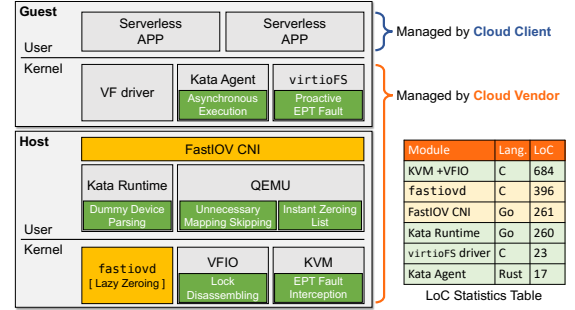 Guest
Serverless
APP
Serverless
APP
User
Managed by Cloud Client
Kernel
VF driver
Kata Agent
Asynchronous
Execution
virtioFS
Proactive
EPT Fault
Managed by Cloud Vendor
Host
FastIOV CNI
Kata Runtime
Dummy Device
Parsing
QEMU
Unnecessary
Mapping Skipping
Instant Zeroing
List
User
Kernel
fastiovd
[ Lazy Zeroing ]
VFIO
Lock
Disassembling
KVM
EPT Fault
Interception
Module Lang. LoC
KVM +VFIO C 684
fastiovd C 396
FastIOV CNI Go 261
Kata Runtime Go 260
virtioFS driver C 23
Kata Agent Rust 17
LoC Statistics Table